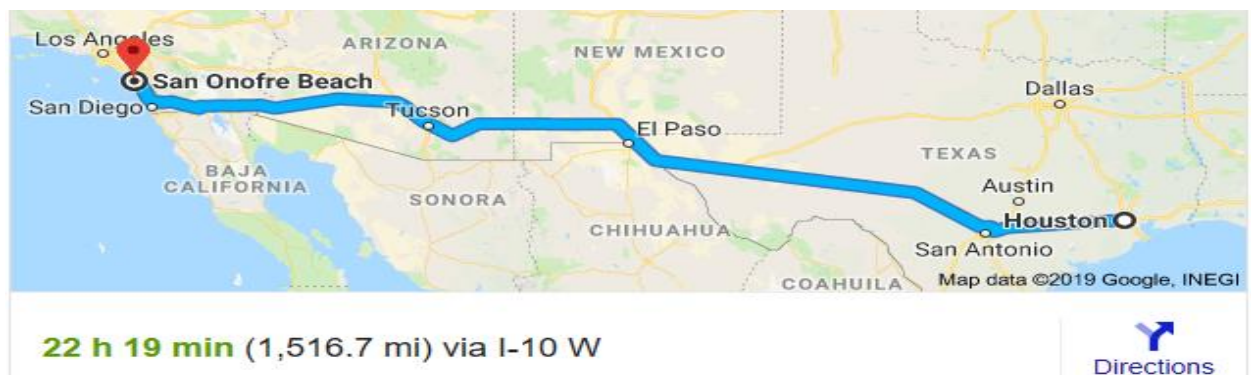 Los Angeles
ARIZONA
NEW MEXICO
San Onofre Beach
Dallas
San Diego
Tucson
El Paso
TEXAS
BAJA
CALIFORNIA
SONORA
Austin
CHIHUAHUA
Houston
San Antonio
COAHUILA
Map data ©2019 Google, INEGI
22 h 19 min (1,516.7 mi) via I-10 W
Directions